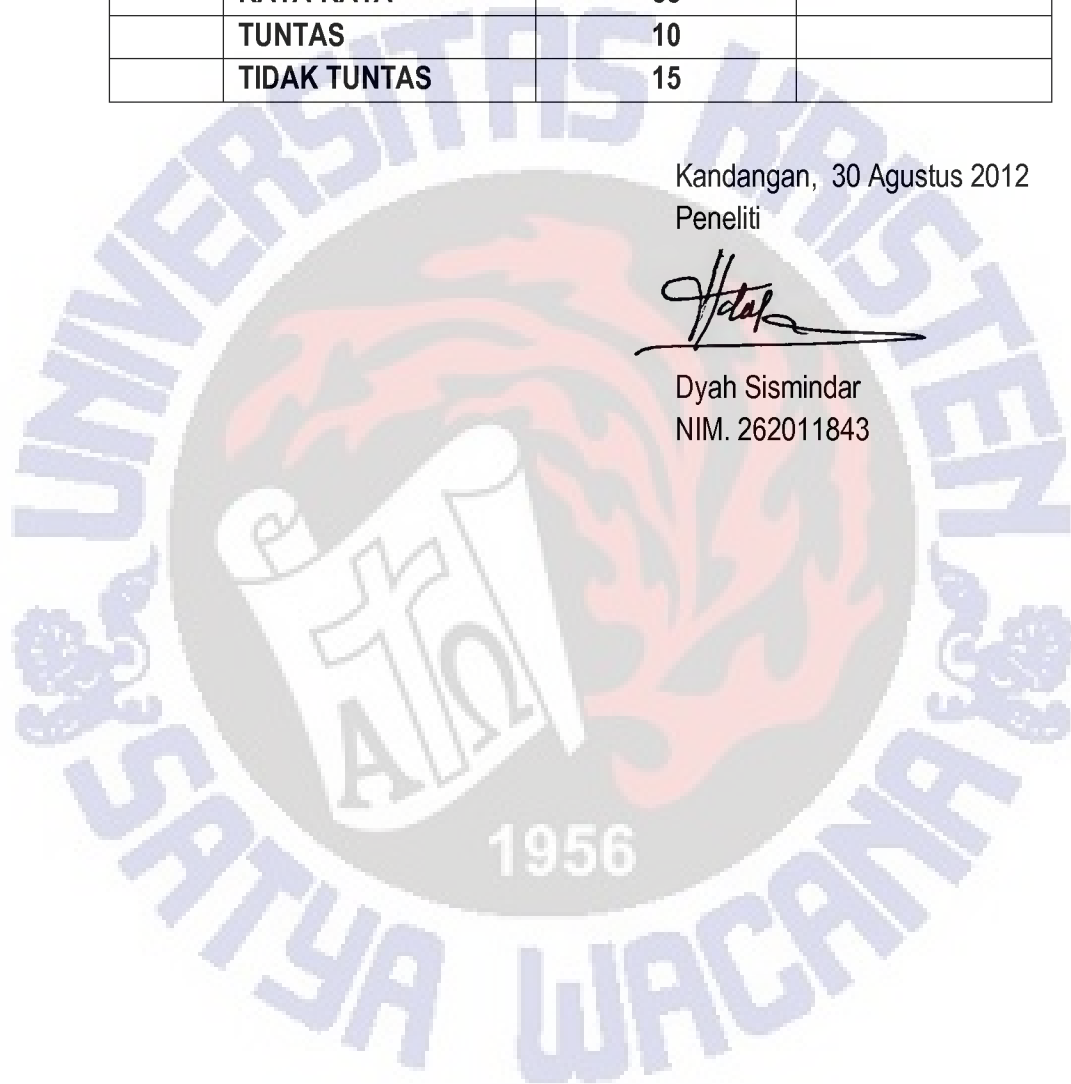 TUNTAS 10
TIDAK TUNTAS 15
Kandangan, 30 Agustus 2012
Peneliti
Dyah Sismindar
NIM. 262011843
UNIVERSITAS KRISTEN
SATYA WACANA
A Ω
1956